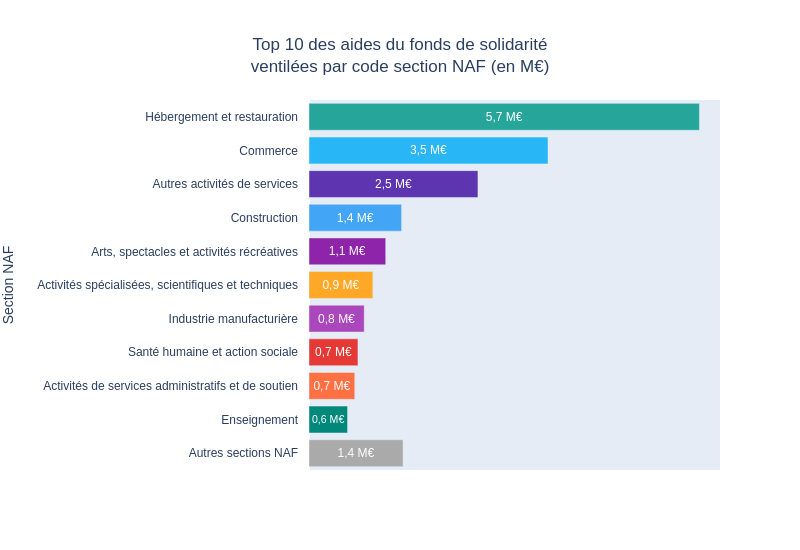 Top 10 des aides du fonds de solidarité
ventilées par code section NAF (en M€)
Section NAF
Hébergement et restauration 5,7 M€
Commerce 3,5 M€
Autres activités de services 2,5 M€
Construction 1,4 M€
Arts, spectacles et activités récréatives 1,1 M€
Activités spécialisées, scientifiques et techniques 0,9 M€
Industrie manufacturière 0,8 M€
Santé humaine et action sociale 0,7 M€
Activités de services administratifs et de soutien 0,7 M€
Enseignement 0,6 M€
Autres sections NAF 1,4 M€